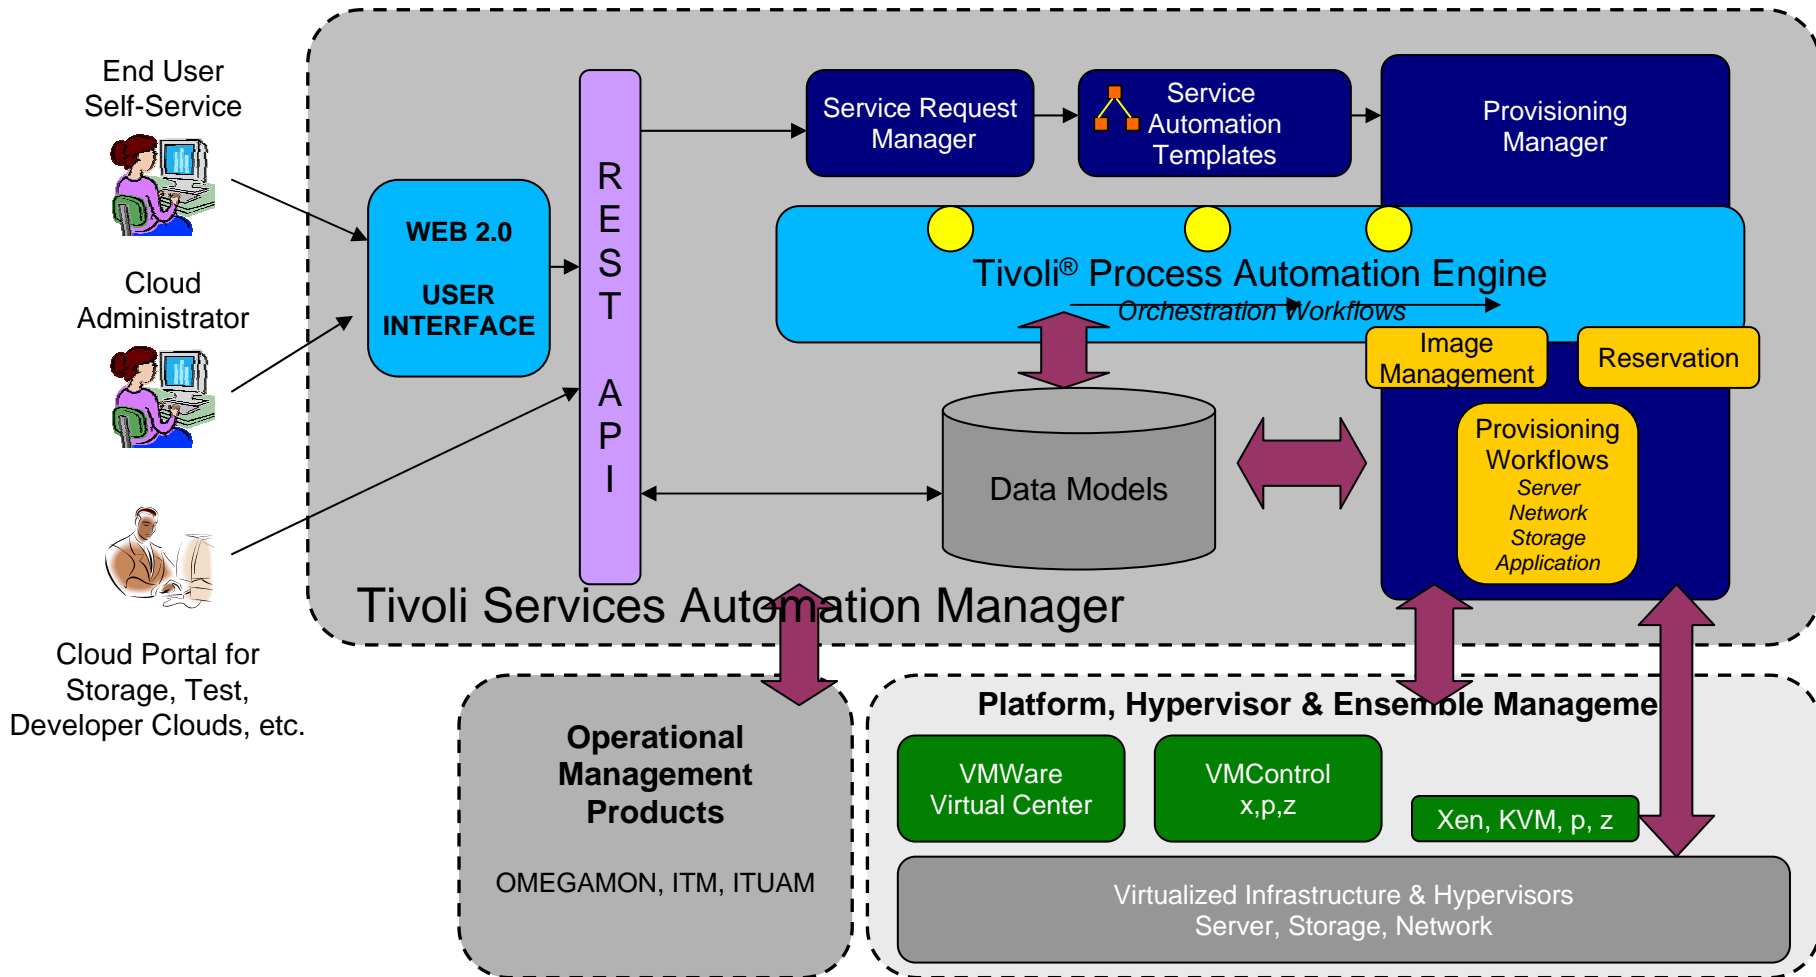 End User
Self-Service
Cloud
Administrator
Cloud Portal for
Storage, Test,
Developer Clouds, etc.
WEB 2.0
USER
INTERFACE
R
E
S
T
A
P
I
Service Request
Manager
Service
Automation
Templates
Provisioning
Manager
Tivoli® Process Automation Engine
Orchestration Workflows
Image
Management
Reservation
Provisioning
Workflows
Server
Network
Storage
Application
Data Models
Tivoli Services Automation Manager
Operational
Management
Products
OMEGAMON, ITM, ITUAM
Platform, Hypervisor & Ensemble Manageme
VMWare
Virtual Center
VMControl
x,p,z
Xen, KVM, p, z
Virtualized Infrastructure & Hypervisors
Server, Storage, Network